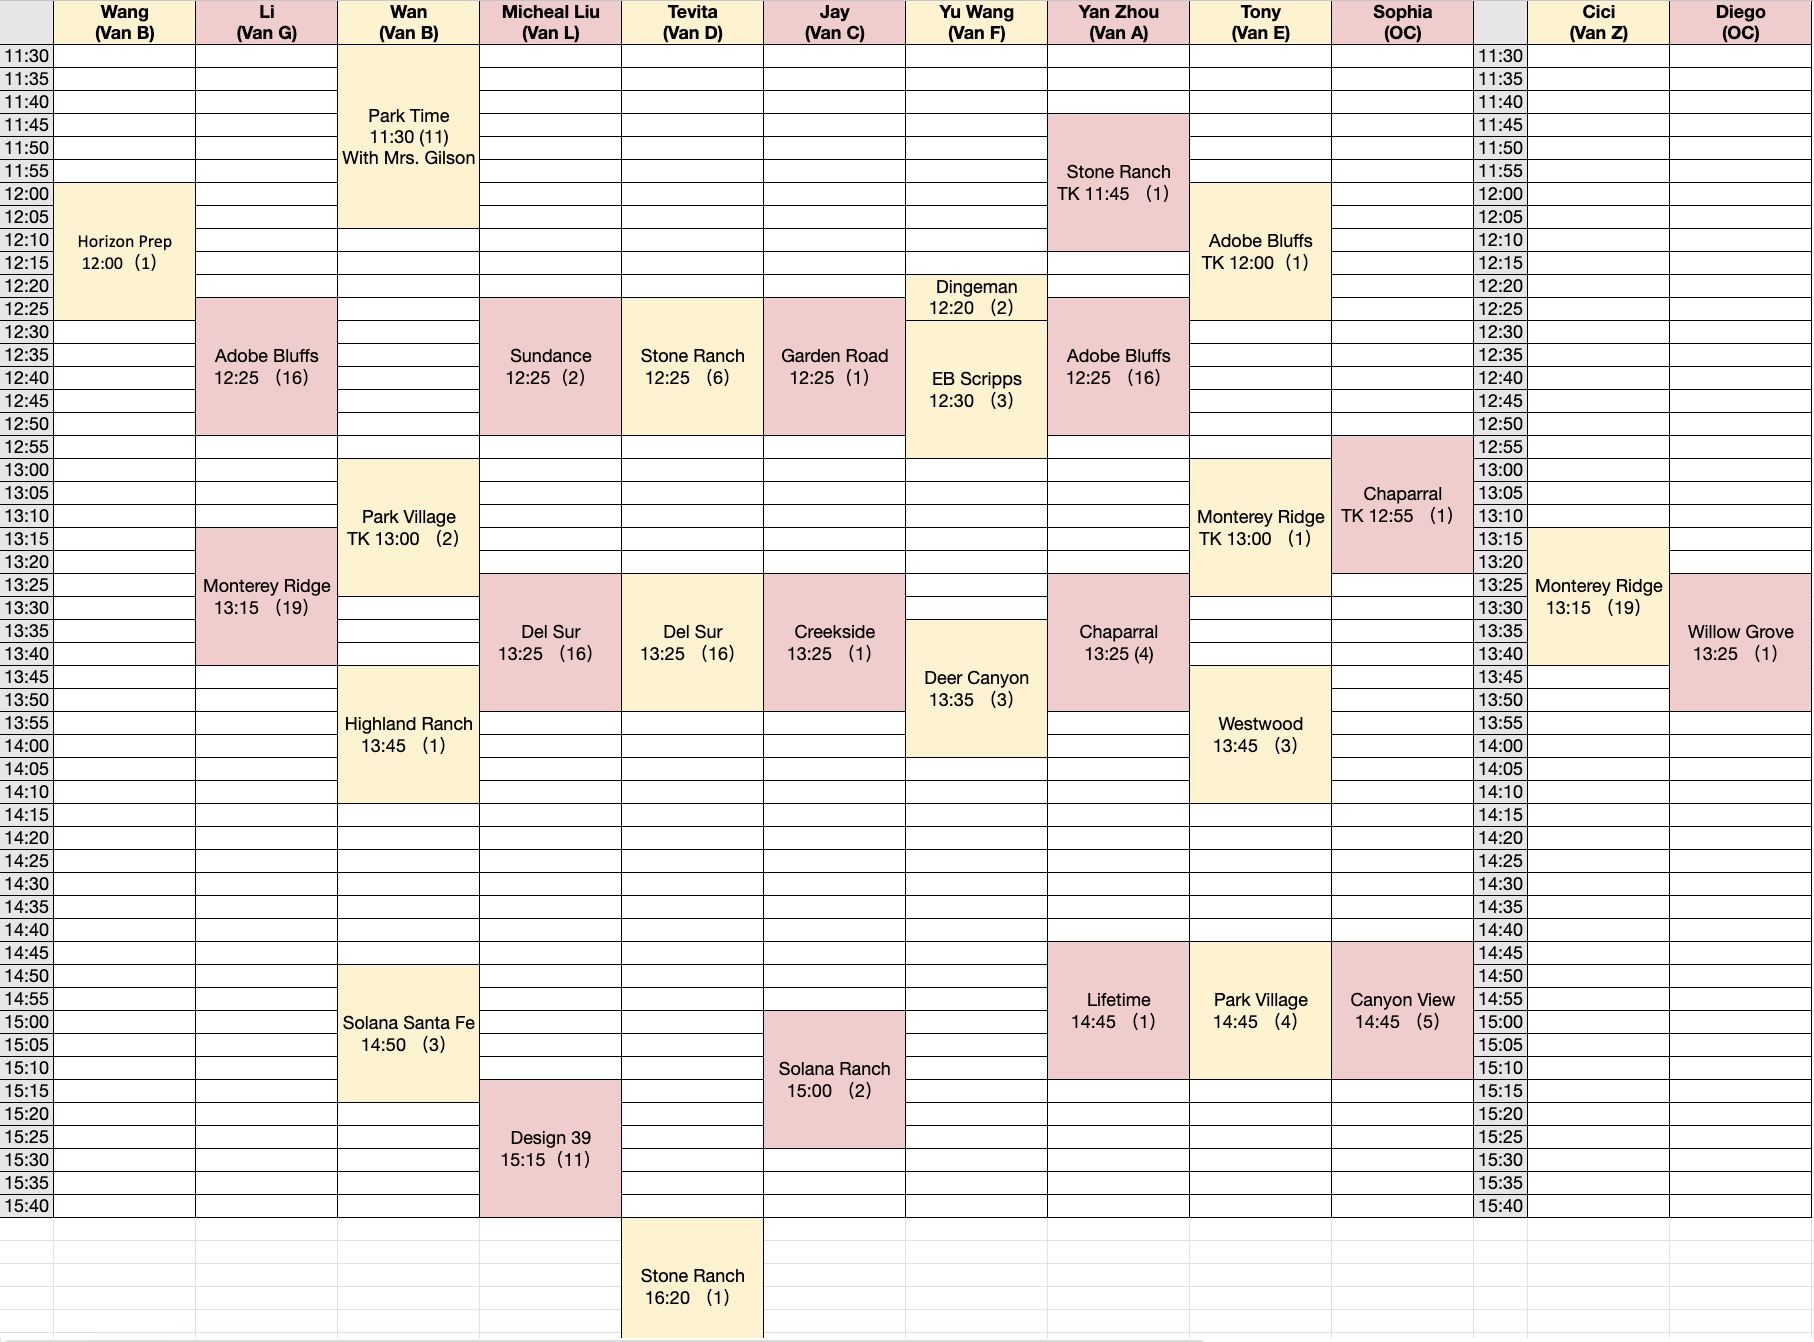 Wang
(Van B)
Li
(Van G)
Wan
(Van B)
Micheal Liu
(Van L)
Tevita
(Van D)
Jay
(Van C)
Yu Wang
(Van F)
Yan Zhou
(Van A)
Tony
(Van E)
Sophia
(OC)
Cici
(Van Z)
Diego
(OC)
11:30
11:35
11:40
11:45
11:50
11:55
12:00
12:05
12:10
12:15
12:20
12:25
12:30
12:35
12:40
12:45
12:50
12:55
13:00
13:05
13:10
13:15
13:20
13:25
13:30
13:35
13:40
13:45
13:50
13:55
14:00
14:05
14:10
14:15
14:20
14:25
14:30
14:35
14:40
14:45
14:50
14:55
15:00
15:05
15:10
15:15
15:20
15:25
15:30
15:35
15:40
Horizon Prep
12:00 (1)
Adobe Bluffs
12:25 (16)
Monterey Ridge
13:15 (19)
Park Time
11:30 (11)
With Mrs. Gilson
Park Village
TK 13:00 (2)
Highland Ranch
13:45 (1)
Solana Santa Fe
14:50 (3)
Sundance
12:25 (2)
Del Sur
13:25 (16)
Design 39
15:15 (11)
Stone Ranch
12:25 (6)
Del Sur
13:25 (16)
Stone Ranch
16:20 (1)
Garden Road
12:25 (1)
Creekside
13:25 (1)
Solana Ranch
15:00 (2)
Dingeman
12:20 (2)
EB Scripps
12:30 (3)
Deer Canyon
13:35 (3)
Stone Ranch
TK 11:45 (1)
Adobe Bluffs
12:25 (16)
Chaparral
13:25 (4)
Lifetime
14:45 (1)
Adobe Bluffs
TK 12:00 (1)
Monterey Ridge
TK 13:00 (1)
Westwood
13:45 (3)
Park Village
14:45 (4)
Chaparral
TK 12:55 (1)
Canyon View
14:45 (5)
11:30
11:35
11:40
11:45
11:50
11:55
12:00
12:05
12:10
12:15
12:20
12:25
12:30
12:35
12:40
12:45
12:50
12:55
13:00
13:05
13:10
13:15
13:20
13:25
13:30
13:35
13:40
13:45
13:50
13:55
14:00
14:05
14:10
14:15
14:20
14:25
14:30
14:35
14:40
14:45
14:50
14:55
15:00
15:05
15:10
15:15
15:20
15:25
15:30
15:35
15:40
Monterey Ridge
13:15 (19)
Willow Grove
13:25 (1)